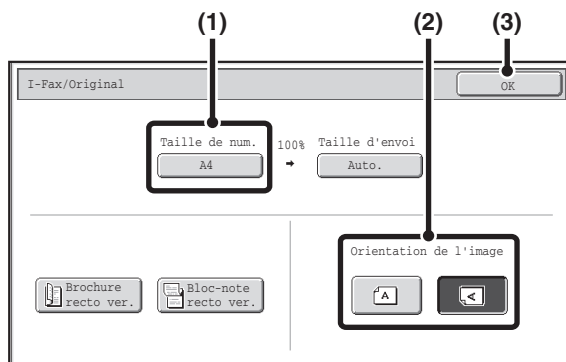 (1) (2) (3)
I-Fax/Original OK
Taille de num. 100% Taille d'envoi
A4 Auto.
Orientation de l'image
Brochure
recto ver.
Bloc-note
recto ver.
A A